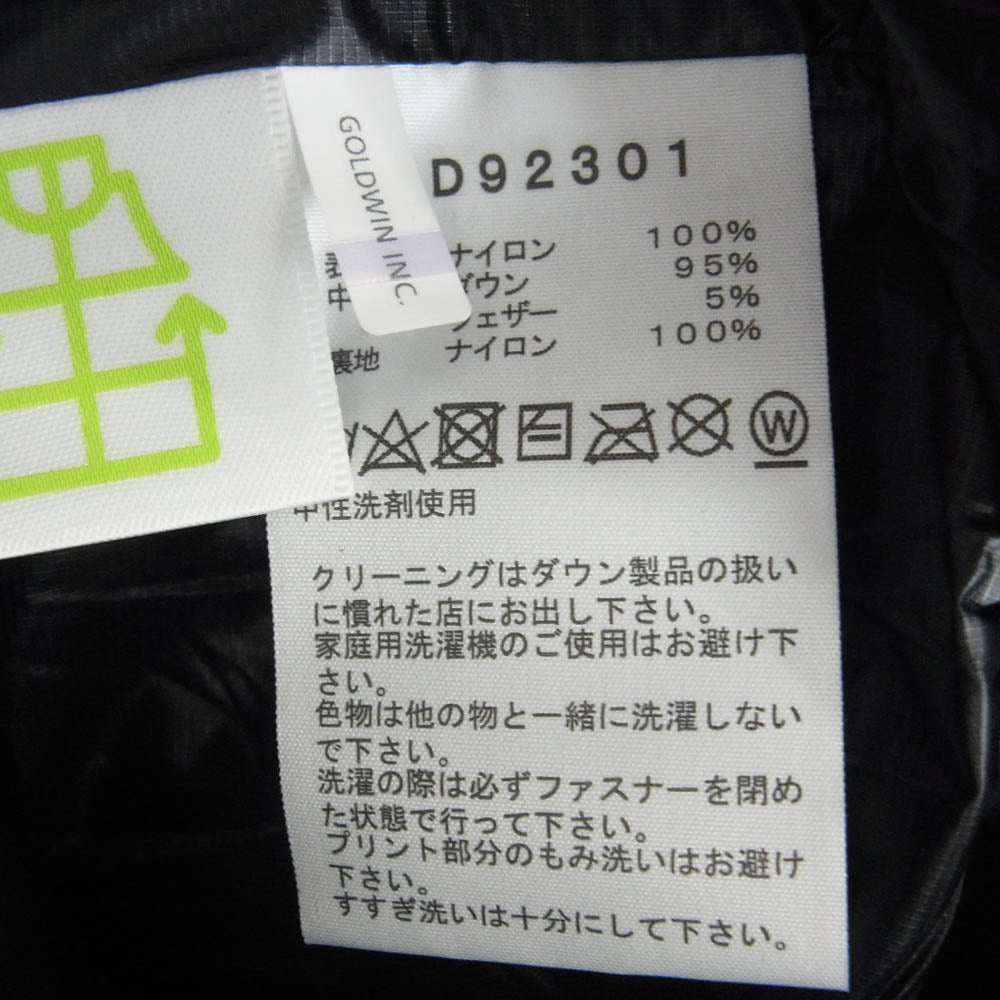 GOLDWIN INC.
D92301
ナイロン 100%
中 ダウン 95%
フェザー 5%
裏地 ナイロン 100%
W
中性洗剤使用
クリーニングはダウン製品の扱い
に慣れた店にお出し下さい。
家庭用洗濯機のご使用はお避け下
さい。
色物は他の物と一緒に洗濯しない
で下さい。
洗濯の際は必ずファスナーを閉め
た状態で行って下さい。
プリント部分のもみ洗いはお避け
下さい。
すすぎ洗いは十分にして下さい。